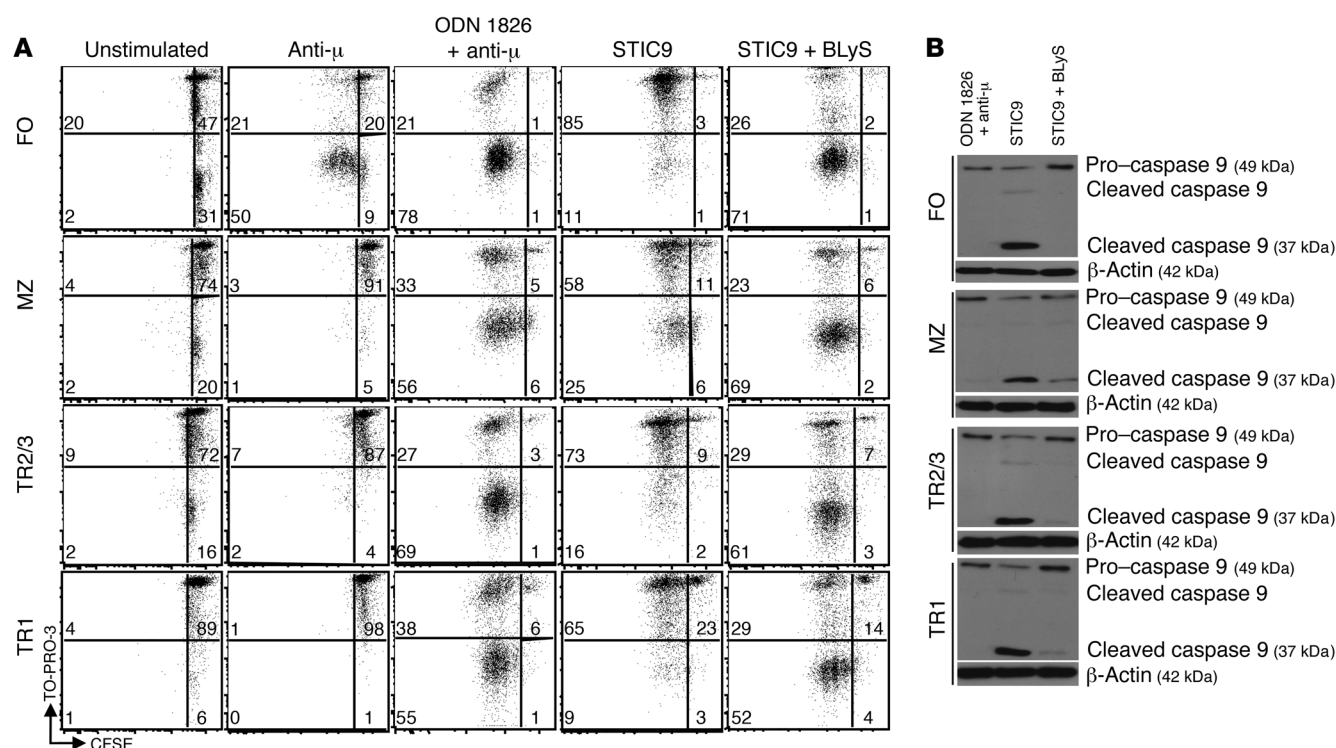 A
Unstimulated
Anti-μ
ODN 1826
+ anti-μ
STIC9
STIC9 + BLyS
FO
20 47
2 31
21 20
50 9
21 1
78 1
85 3
11 1
26 2
71 1
MZ
4 74
2 20
3 91
1 5
33 5
56 6
58 11
25 6
23 6
69 2
TR2/3
9 72
2 16
7 87
2 4
27 3
69 1
73 9
16 2
29 7
61 3
TR1
4 89
1 6
1 98
0 1
38 6
55 1
65 23
9 3
29 14
52 4
TO-PRO-3
CFSE
B
ODN 1826
+ anti-μ
STIC9
STIC9 + BLyS
FO
Pro–caspase 9 (49 kDa)
Cleaved caspase 9
Cleaved caspase 9 (37 kDa)
β-Actin (42 kDa)
MZ
Pro–caspase 9 (49 kDa)
Cleaved caspase 9
Cleaved caspase 9 (37 kDa)
β-Actin (42 kDa)
TR2/3
Pro–caspase 9 (49 kDa)
Cleaved caspase 9
Cleaved caspase 9 (37 kDa)
β-Actin (42 kDa)
TR1
Pro–caspase 9 (49 kDa)
Cleaved caspase 9
Cleaved caspase 9 (37 kDa)
β-Actin (42 kDa)